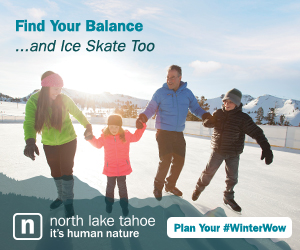 Find Your Balance
...and Ice Skate Too
n
north lake tahoe
it's human nature
Plan Your #WinterWow